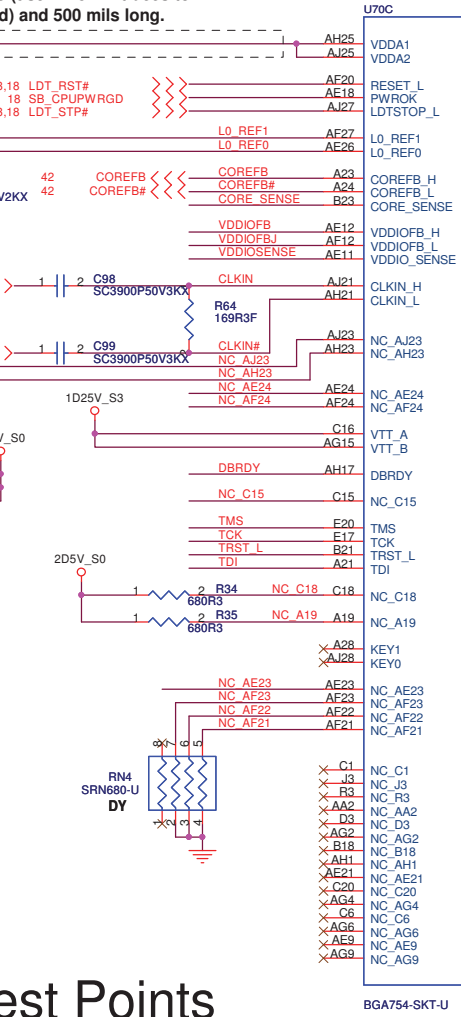 d) and 500 mils long.
U70C
AH25 VDDA1
AJ25 VDDA2
3,18 LDT_RST# AF20 RESET_L
18 SB_CPUPWRGD AE18 PWROK
3,18 LDT_STP# AJ27 LDTSTOP_L
L0_REF1 AF27 L0_REF1
L0_REF0 AE26 L0_REF0
42 COREFB COREFB A23 COREFB_H
42 COREFB# COREFB# A24 COREFB_L
V2KX
CORE_SENSE B23 CORE_SENSE
VDDIOFB AE12 VDDIOFB_H
VDDIOFBJ AF12 VDDIOFB_L
VDDIOSENSE AE11 VDDIO_SENSE
1 2 C98 CLKIN AJ21 CLKIN_H
SC3900P50V3KX
AH21 CLKIN_L
R64
169R3F
1 2 C99 CLKIN# AJ23 NC_AJ23
SC3900P50V3KX
NC_AJ23 AH23 NC_AH23
NC_AH23
NC_AE24 AE24 NC_AE24
NC_AF24 AF24 NC_AF24
1D25V_S3
C16 VTT_A
AG15 VTT_B
V_S0
DBRDY AH17 DBRDY
NC_C15 C15 NC_C15
TMS E20 TMS
TCK E17 TCK
TRST_L B21 TRST_L
TDI A21 TDI
2D5V_S0
1 2 R34 NC_C18 C18 NC_C18
680R3
1 2 R35 NC_A19 A19 NC_A19
680R3
A28 KEY1
AJ28 KEY0
NC_AE23 AE23 NC_AE23
NC_AF23 AF23 NC_AF23
NC_AF22 AF22 NC_AF22
NC_AF21 AF21 NC_AF21
8 7 6 5
RN4
SRN680-U
DY
1 2 3 4
C1 NC_C1
J3 NC_J3
R3 NC_R3
AA2 NC_AA2
D3 NC_D3
AG2 NC_AG2
B18 NC_B18
AH1 NC_AH1
AE21 NC_AE21
C20 NC_C20
AG4 NC_AG4
C6 NC_C6
AG6 NC_AG6
AE9 NC_AE9
AG9 NC_AG9
est Points
BGA754-SKT-U